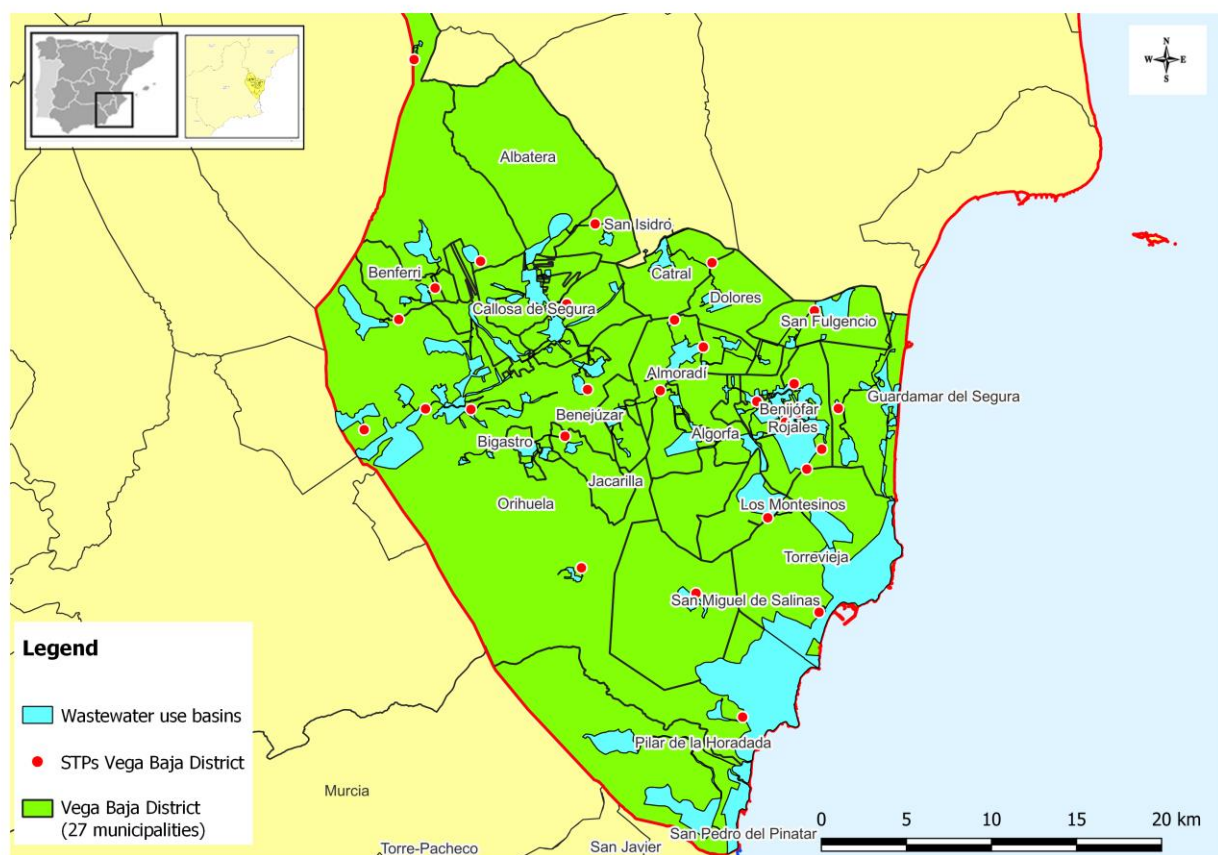 N
W E
S
Albatera
San Isidro
Benferri
Catral
Dolores
Callosa de Segura
San Fulgencio
Almoradí
Guardamar del Segura
Benejúzar
Benijófar
Rojales
Algorfa
Bigastro
Jacarilla
Orihuela
Los Montesinos
Torrevieja
San Miguel de Salinas
Legend
Wastewater use basins
STPs Vega Baja District
Vega Baja District
(27 municipalities)
Pilar de la Horadada
Murcia
San Pedro del Pinatar
Torre-Pacheco
San Javier
0 5 10 15 20 km